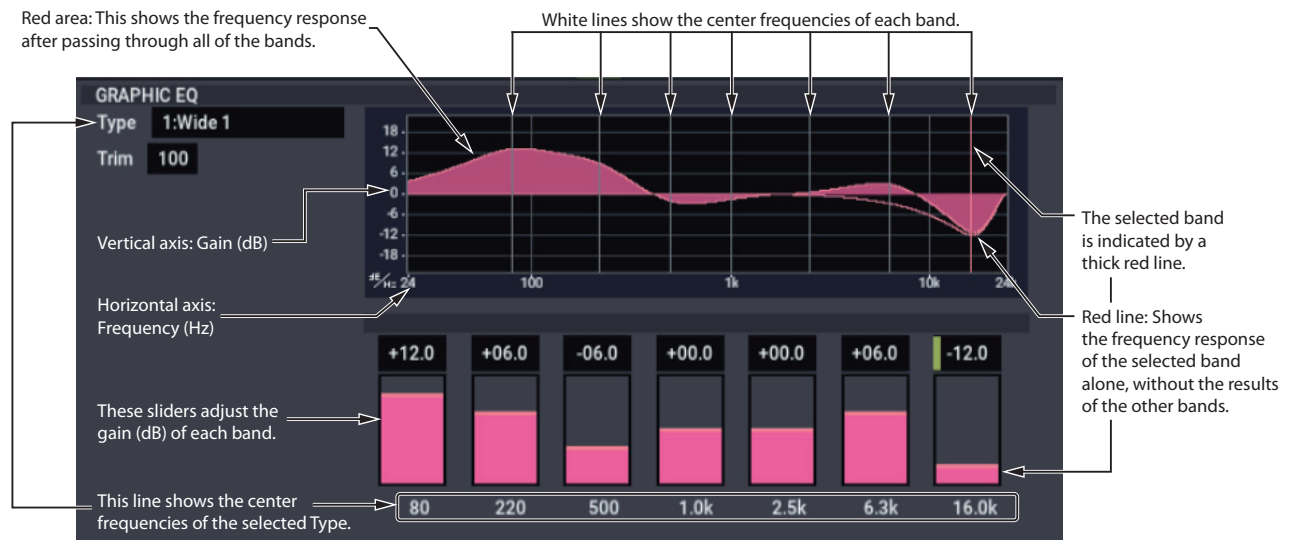 Red area: This shows the frequency response
after passing through all of the bands.
White lines show the center frequencies of each band.
GRAPHIC EQ
Type 1:Wide 1
Trim 100
18
12
6
0
-6
-12
-18
Hz 24 100 1k 10k 24k
Vertical axis: Gain (dB)
Horizontal axis:
Frequency (Hz)
The selected band
is indicated by a
thick red line.
Red line: Shows
the frequency response
of the selected band
alone, without the results
of the other bands.
+12.0 +06.0 -06.0 +00.0 +00.0 +06.0 -12.0
These sliders adjust the
gain (dB) of each band.
This line shows the center
frequencies of the selected Type.
80 220 500 1.0k 2.5k 6.3k 16.0k